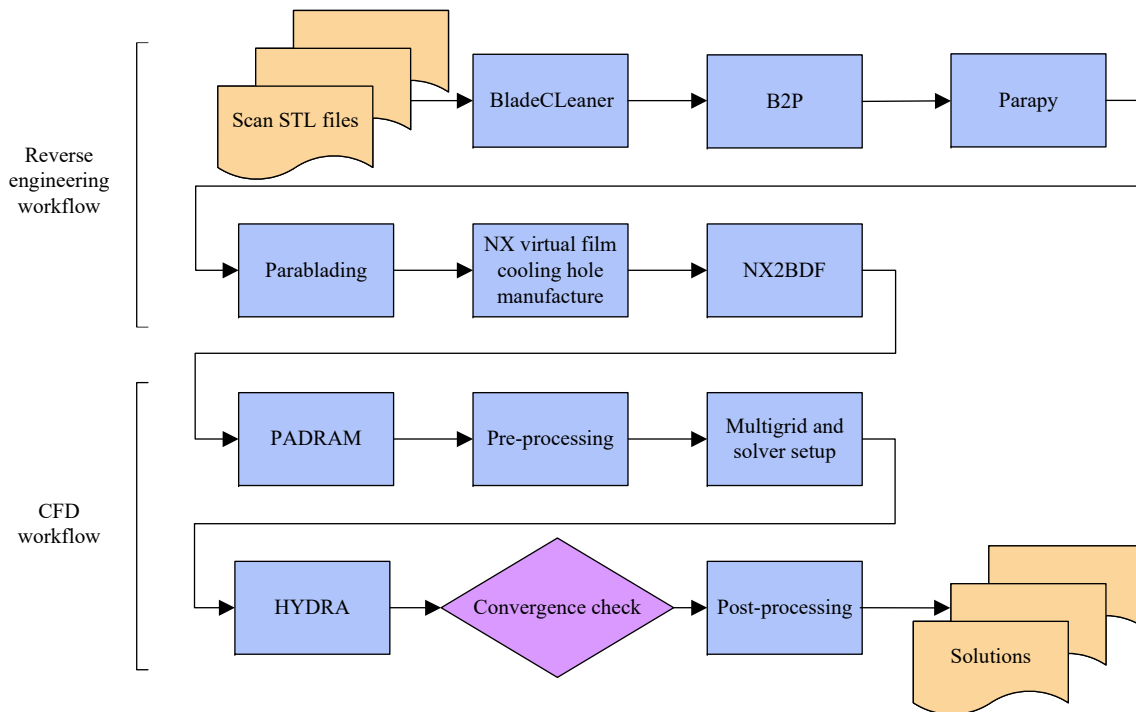 Scan STL files
BladeCLeaner
B2P
Parapy
Reverse
engineering
workflow
Parablading
NX virtual film
cooling hole
manufacture
NX2BDF
PADRAM
Pre-processing
Multigrid and
solver setup
CFD
workflow
HYDRA
Convergence check
Post-processing
Solutions